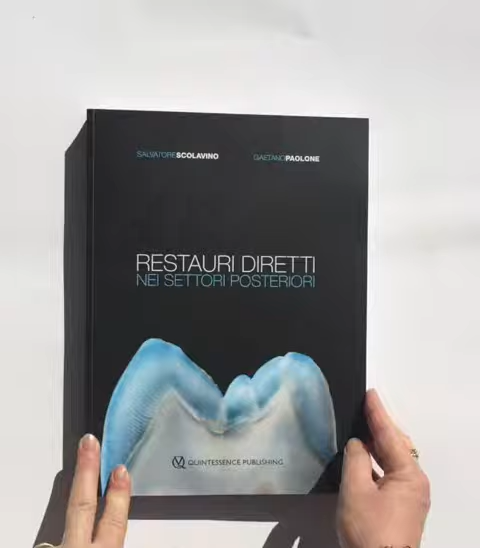 SALVATORESCOLAVINO GAETANOPAOLONE
RESTAURI DIRETTI
NEI SETTORI POSTERIORI
QUINTESSENCE PUBLISHING